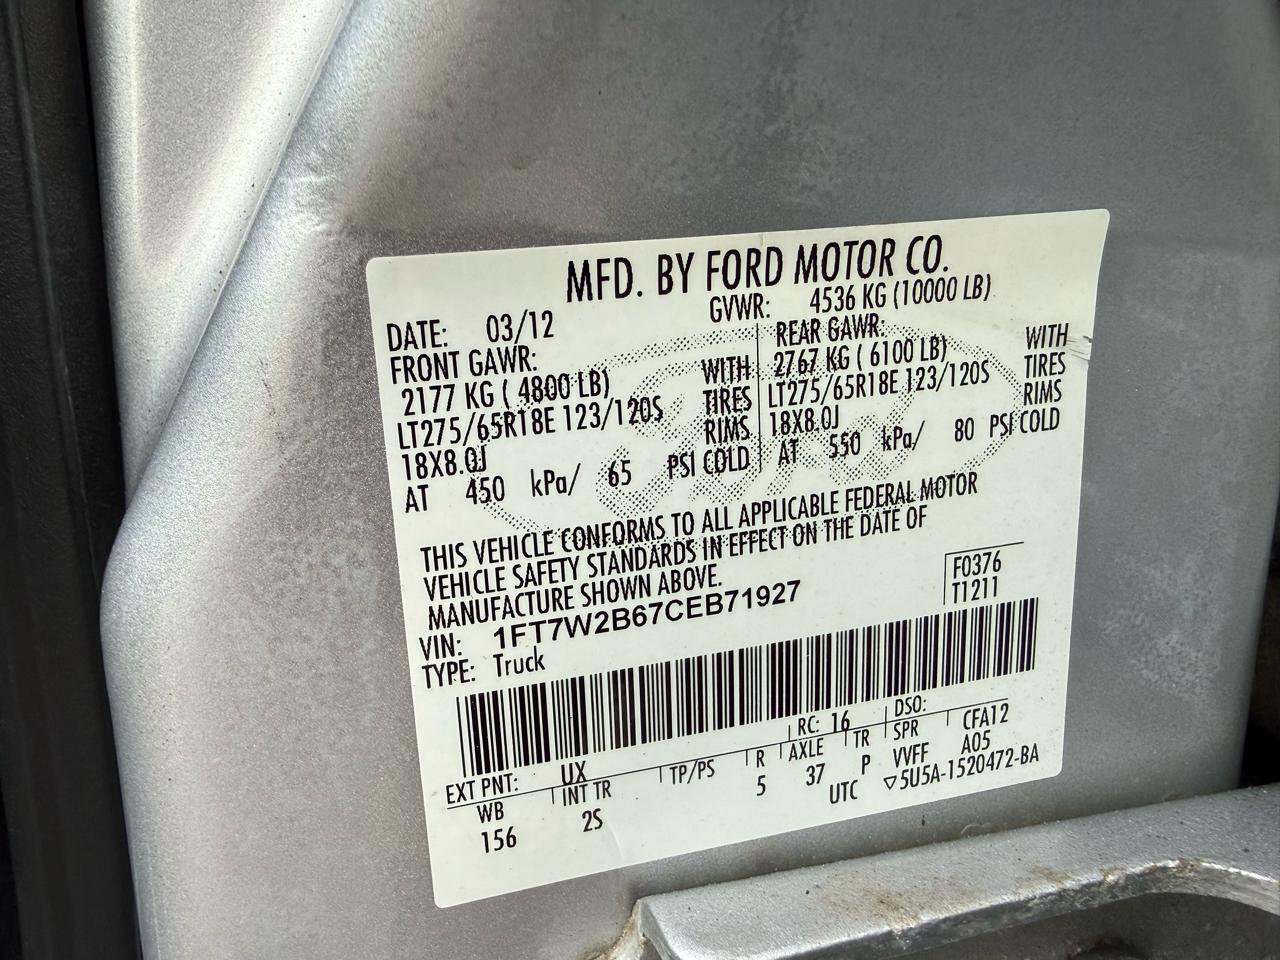 MFD. BY FORD MOTOR CO.
DATE: 03/12 GVWR: 4536 KG (10000 LB)
FRONT GAWR: REAR GAWR:
2177 KG ( 4800 LB) WITH 2767 KG ( 6100 LB) WITH
LT275/65R18E 123/120S TIRES LT275/65R18E 123/120S TIRES
18X8.0J RIMS 18X8.0J RIMS
AT 450 kPa/ 65 PSI COLD AT 550 kPa/ 80 PSI COLD
THIS VEHICLE CONFORMS TO ALL APPLICABLE FEDERAL MOTOR
VEHICLE SAFETY STANDARDS IN EFFECT ON THE DATE OF
MANUFACTURE SHOWN ABOVE.
F0376
T1211
VIN: 1FT7W2B67CEB71927
TYPE: Truck
EXT PNT: UX RC: 16 DSO:
WB INT TR TP/PS R AXLE TR SPR CFA12
156 2S 5 37 P VVFF A05
UTC ▽5U5A-1520472-BA